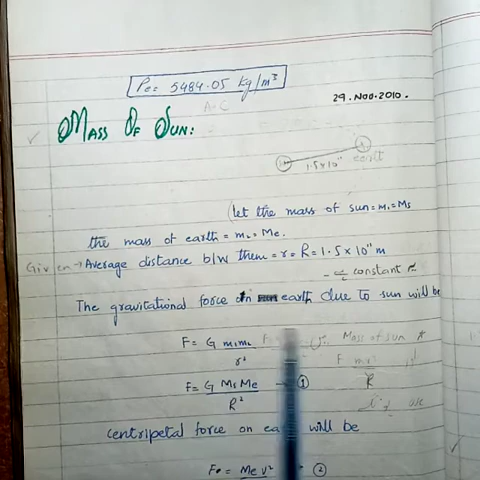 ρe = 5484.05 kg/m³
29.Nov.2010.
A.C
Mass Of Sun:
1.5×10¹¹ earth
let the mass of sun = m₁ = Ms
the mass of earth = m₂ = Me.
Given → Average distance b/w them = r = R = 1.5×10¹¹ m
constant
The gravitational force on earth due to sun will be
F = G m₁m₂ / r² Mass of sun
F = G Ms Me / R² ①
centripetal force on will be
Fc = Me v² ②